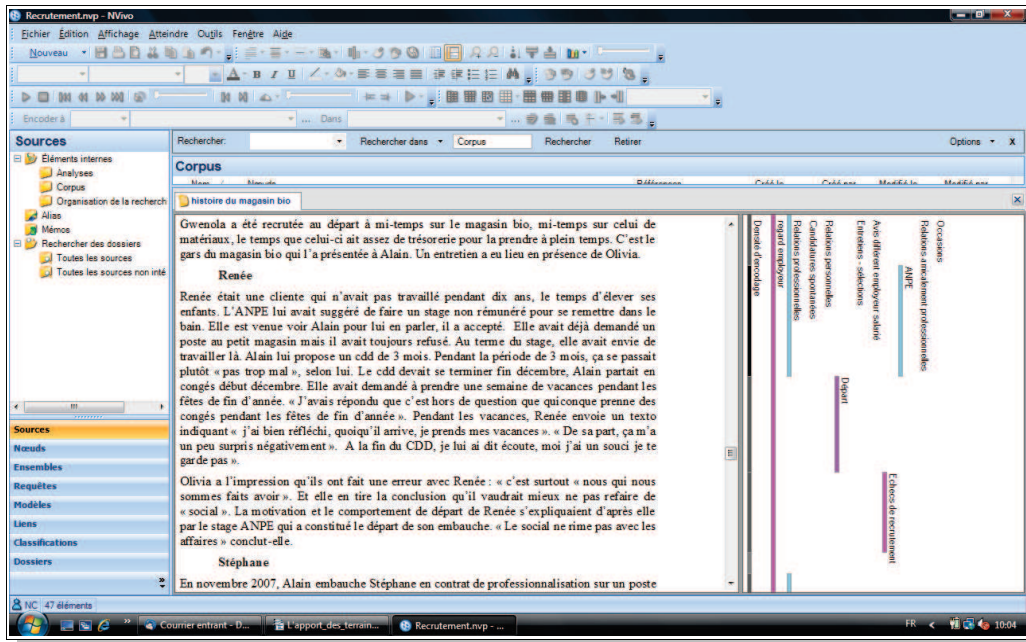 Recrutement.nvp - NVivo
Fichier Édition Affichage Atteindre Outils Fenêtre Aide
Nouveau
A B I U
Encoder à ... Dans ...
Sources
Éléments internes
Analyses
Corpus
Organisation de la recherch
Alias
Mémos
Rechercher des dossiers
Toutes les sources
Toutes les sources non inté
Sources
Nœuds
Ensembles
Requêtes
Modèles
Liens
Classifications
Dossiers
Rechercher: Rechercher dans Corpus Rechercher Retirer Options X
Corpus
Nom Nœuds Références Créé le Créé par Modifié le Modifié par
histoire du magasin bio
Gwenola a été recrutée au départ à mi-temps sur le magasin bio, mi-temps sur celui de
matériaux, le temps que celui-ci ait assez de trésorerie pour la prendre à plein temps. C'est le
gars du magasin bio qui l'a présentée à Alain. Un entretien a eu lieu en présence de Olivia.
Renée
Renée était une cliente qui n'avait pas travaillé pendant dix ans, le temps d'élever ses
enfants. L'ANPE lui avait suggéré de faire un stage non rémunéré pour se remettre dans le
bain. Elle est venue voir Alain pour lui en parler, il a accepté. Elle avait déjà demandé un
poste au petit magasin mais il avait toujours refusé. Au terme du stage, elle avait envie de
travailler là. Alain lui propose un cdd de 3 mois. Pendant la période de 3 mois, ça se passait
plutôt « pas trop mal », selon lui. Le cdd devait se terminer fin décembre, Alain partait en
congés début décembre. Elle avait demandé à prendre une semaine de vacances pendant les
fêtes de fin d'année. « J'avais répondu que c'est hors de question que quiconque prenne des
congés pendant les fêtes de fin d'année ». Pendant les vacances, Renée envoie un texto
indiquant « j'ai bien réfléchi, quoiqu'il arrive, je prends mes vacances ». « De sa part, ça m'a
un peu surpris négativement ». A la fin du CDD, je lui ai dit écoute, moi j'ai un souci je te
garde pas ».
Olivia a l'impression qu'ils ont fait une erreur avec Renée : « c'est surtout « nous qui nous
sommes faits avoir ». Et elle en tire la conclusion qu'il vaudrait mieux ne pas refaire de
« social ». La motivation et le comportement de départ de Renée s'expliquaient d'après elle
par le stage ANPE qui a constitué le départ de son embauche. « Le social ne rime pas avec les
affaires » conclut-elle.
Stéphane
En novembre 2007, Alain embauche Stéphane en contrat de professionnalisation sur un poste
Densité d'encodage
regard employeur
Relations professionnelles
Candidatures spontanées
Relations personnelles
Départ
Entretiens - sélections
Avis différent employeur salarié
Echecs de recrutement
ANPE
Relations amicalement professionnelles
Occasions
NC 47 éléments
Courrier entrant - D...
L'apport_des_terrain...
Recrutement.nvp - ...
FR
10:04